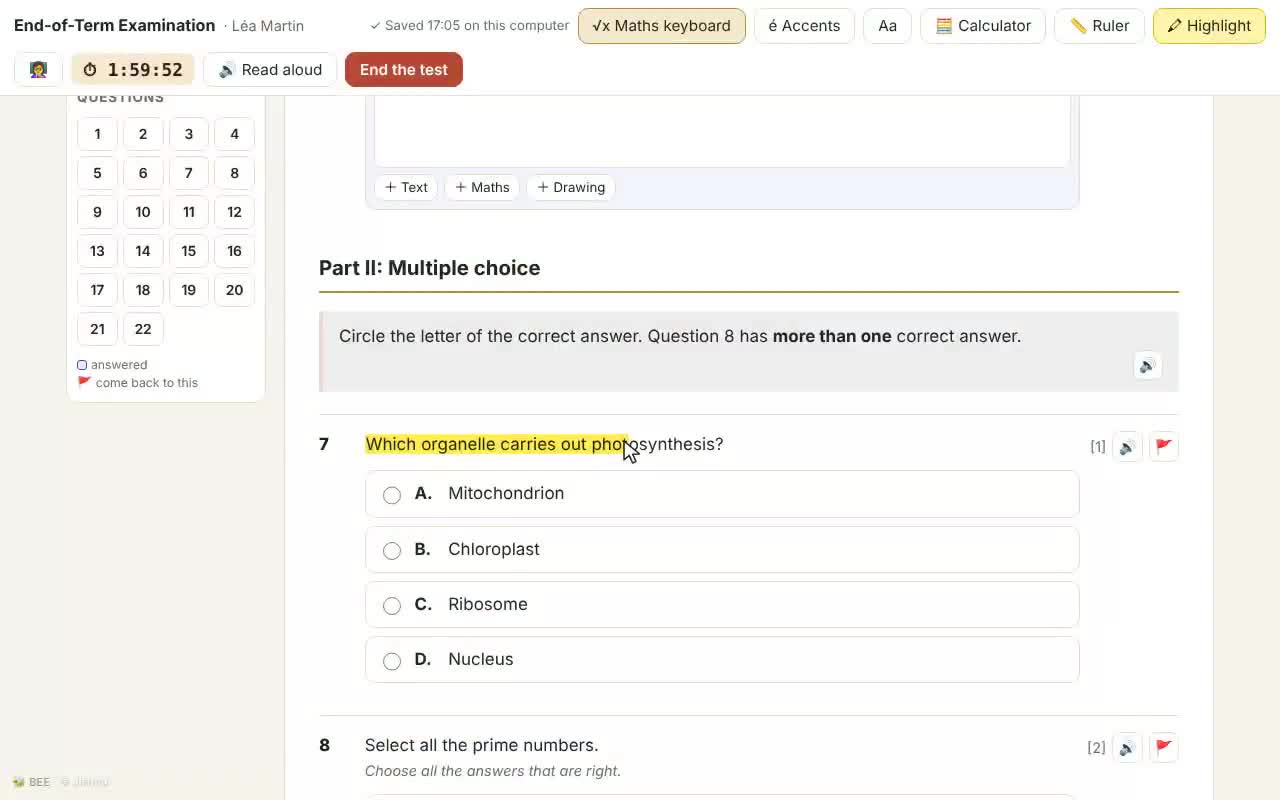 End-of-Term Examination · Léa Martin ✓ Saved 17:05 on this computer √x Maths keyboard é Accents Aa Calculator Ruler Highlight
1:59:52 Read aloud End the test
QUESTIONS
1 2 3 4
5 6 7 8
9 10 11 12
13 14 15 16
17 18 19 20
21 22
answered
come back to this
+ Text + Maths + Drawing
Part II: Multiple choice
Circle the letter of the correct answer. Question 8 has more than one correct answer.
7 Which organelle carries out photosynthesis? [1]
A. Mitochondrion
B. Chloroplast
C. Ribosome
D. Nucleus
8 Select all the prime numbers. [2]
Choose all the answers that are right.
BEE ©